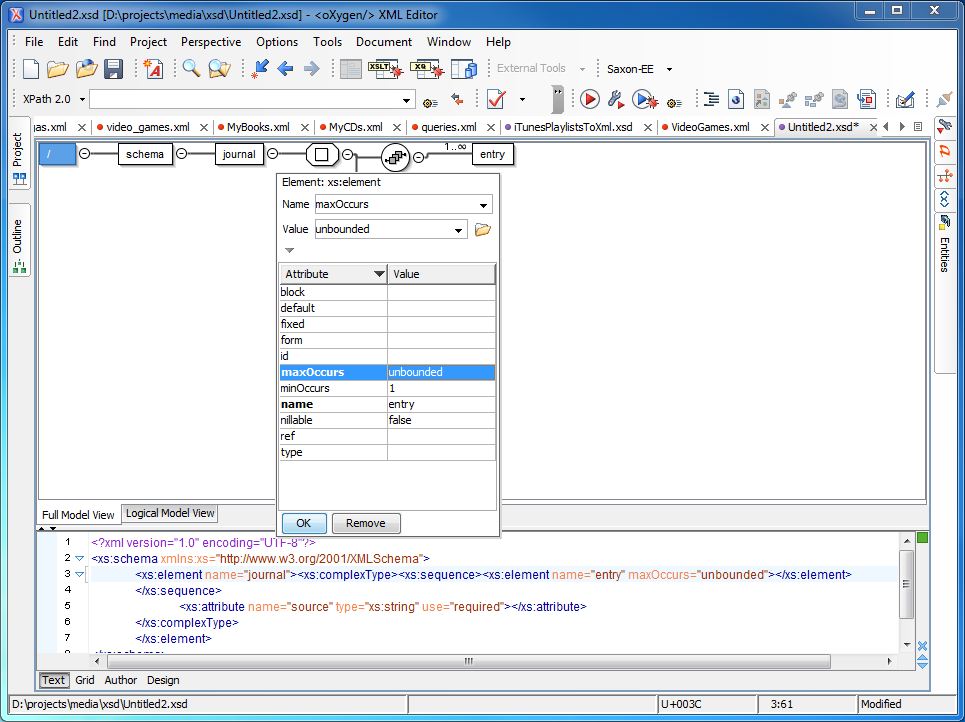 Untitled2.xsd [D:\projects\media\xsd\Untitled2.xsd] - <oXygen/> XML Editor
File Edit Find Project Perspective Options Tools Document Window Help
XSLT XQ External Tools Saxon-EE
XPath 2.0
as.xml video_games.xml MyBooks.xml MyCDs.xml queries.xml iTunesPlaylistsToXml.xsd VideoGames.xml Untitled2.xsd*
Project
Outline
Entities
/ schema journal 1..∞ entry
Element: xs:element
Name maxOccurs
Value unbounded
Attribute Value
block
default
fixed
form
id
maxOccurs unbounded
minOccurs 1
name entry
nillable false
ref
type
OK Remove
Full Model View Logical Model View
1 <?xml version="1.0" encoding="UTF-8"?>
2 <xs:schema xmlns:xs="http://www.w3.org/2001/XMLSchema">
3 <xs:element name="journal"><xs:complexType><xs:sequence><xs:element name="entry" maxOccurs="unbounded"></xs:element>
4 </xs:sequence>
5 <xs:attribute name="source" type="xs:string" use="required"></xs:attribute>
6 </xs:complexType>
7 </xs:element>
Text Grid Author Design
D:\projects\media\xsd\Untitled2.xsd U+003C 3:61 Modified